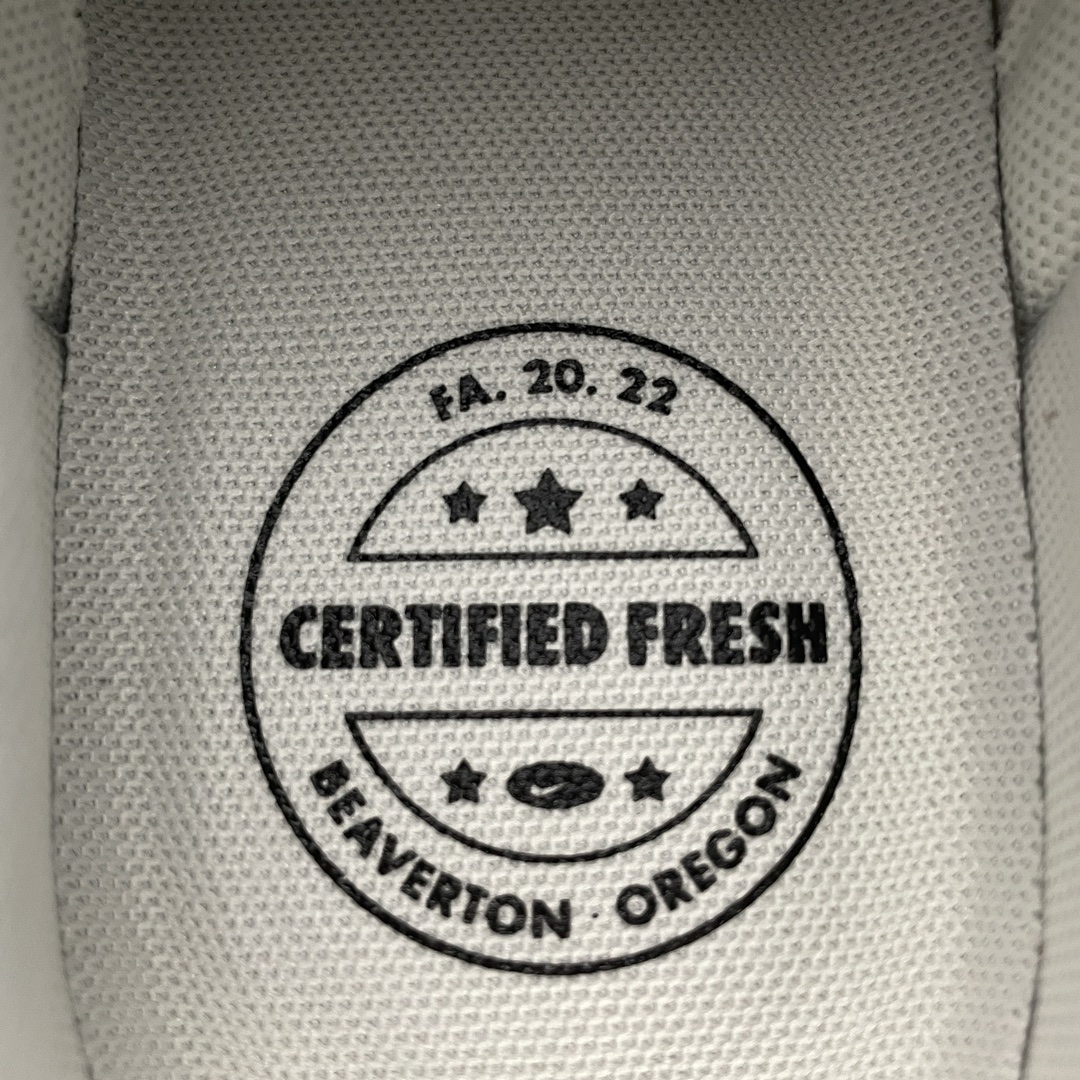 FA. 20. 22
CERTIFIED FRESH
BEAVERTON · OREGON